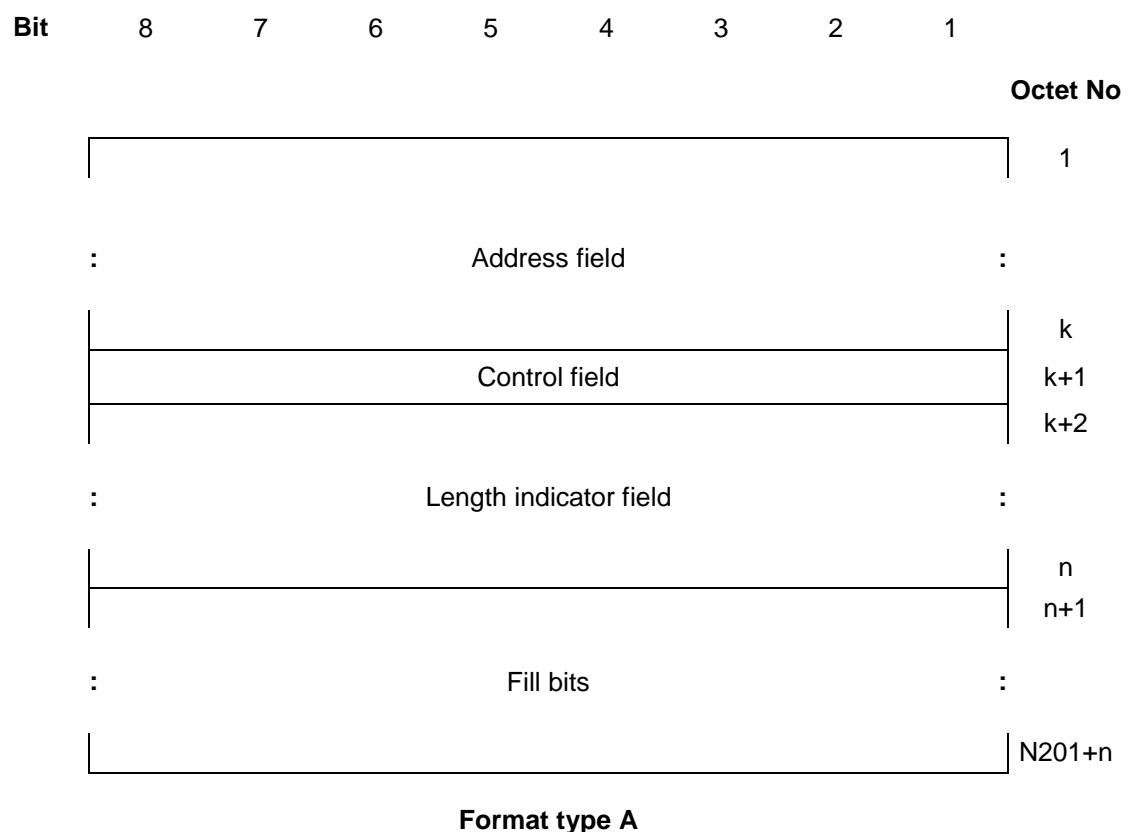 Bit 8 7 6 5 4 3 2 1
Octet No
1
: Address field :
k
Control field k+1
k+2
: Length indicator field :
n
n+1
: Fill bits :
N201+n
Format type A